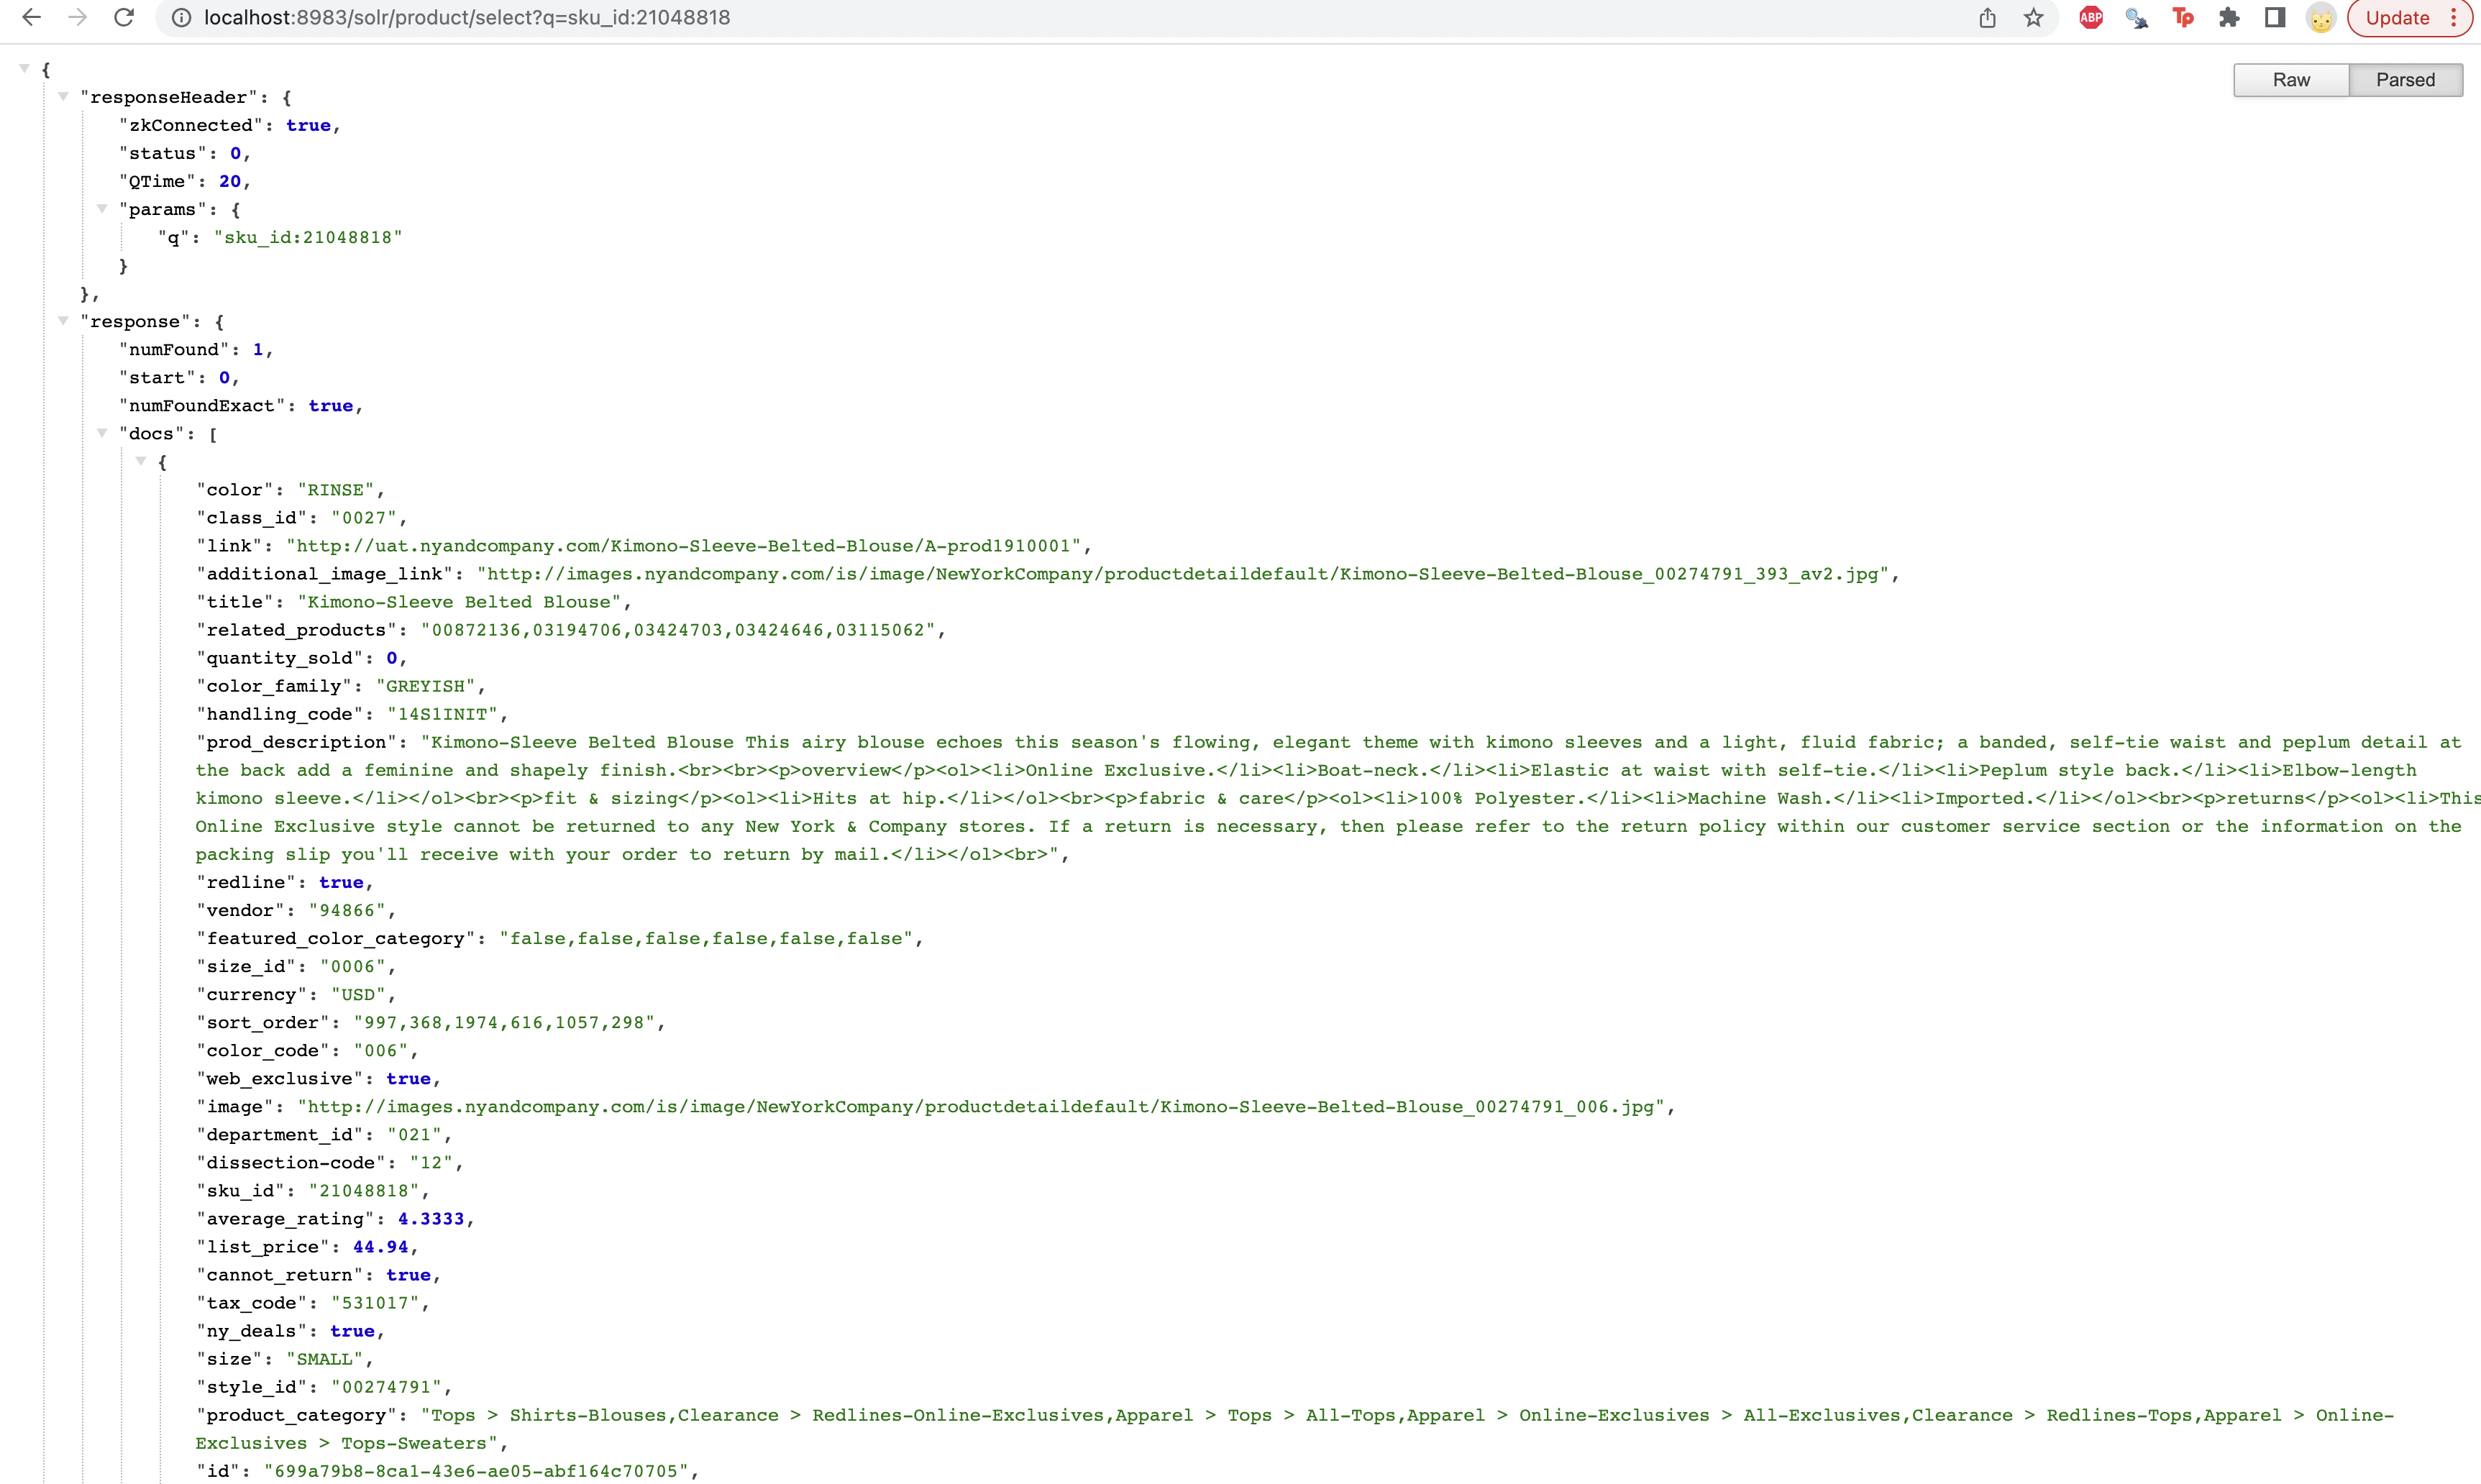 localhost:8983/solr/product/select?q=sku_id:21048818
ABP
Tp
Update
Raw
Parsed
{
"responseHeader": {
"zkConnected": true,
"status": 0,
"QTime": 20,
"params": {
"q": "sku_id:21048818"
}
},
"response": {
"numFound": 1,
"start": 0,
"numFoundExact": true,
"docs": [
{
"color": "RINSE",
"class_id": "0027",
"link": "http://uat.nyandcompany.com/Kimono-Sleeve-Belted-Blouse/A-prod1910001",
"additional_image_link": "http://images.nyandcompany.com/is/image/NewYorkCompany/productdetaildefault/Kimono-Sleeve-Belted-Blouse_00274791_393_av2.jpg",
"title": "Kimono-Sleeve Belted Blouse",
"related_products": "00872136,03194706,03424703,03424646,03115062",
"quantity_sold": 0,
"color_family": "GREYISH",
"handling_code": "14S1INIT",
"prod_description": "Kimono-Sleeve Belted Blouse This airy blouse echoes this season's flowing, elegant theme with kimono sleeves and a light, fluid fabric; a banded, self-tie waist and peplum detail at
the back add a feminine and shapely finish.<br><br><p>overview</p><ol><li>Online Exclusive.</li><li>Boat-neck.</li><li>Elastic at waist with self-tie.</li><li>Peplum style back.</li><li>Elbow-length
kimono sleeve.</li></ol><br><p>fit & sizing</p><ol><li>Hits at hip.</li></ol><br><p>fabric & care</p><ol><li>100% Polyester.</li><li>Machine Wash.</li><li>Imported.</li></ol><br><p>returns</p><ol><li>This
Online Exclusive style cannot be returned to any New York & Company stores. If a return is necessary, then please refer to the return policy within our customer service section or the information on the
packing slip you'll receive with your order to return by mail.</li></ol><br>",
"redline": true,
"vendor": "94866",
"featured_color_category": "false,false,false,false,false,false",
"size_id": "0006",
"currency": "USD",
"sort_order": "997,368,1974,616,1057,298",
"color_code": "006",
"web_exclusive": true,
"image": "http://images.nyandcompany.com/is/image/NewYorkCompany/productdetaildefault/Kimono-Sleeve-Belted-Blouse_00274791_006.jpg",
"department_id": "021",
"dissection-code": "12",
"sku_id": "21048818",
"average_rating": 4.3333,
"list_price": 44.94,
"cannot_return": true,
"tax_code": "531017",
"ny_deals": true,
"size": "SMALL",
"style_id": "00274791",
"product_category": "Tops > Shirts-Blouses,Clearance > Redlines-Online-Exclusives,Apparel > Tops > All-Tops,Apparel > Online-Exclusives > All-Exclusives,Clearance > Redlines-Tops,Apparel > Online-
Exclusives > Tops-Sweaters",
"id": "699a79b8-8ca1-43e6-ae05-abf164c70705",